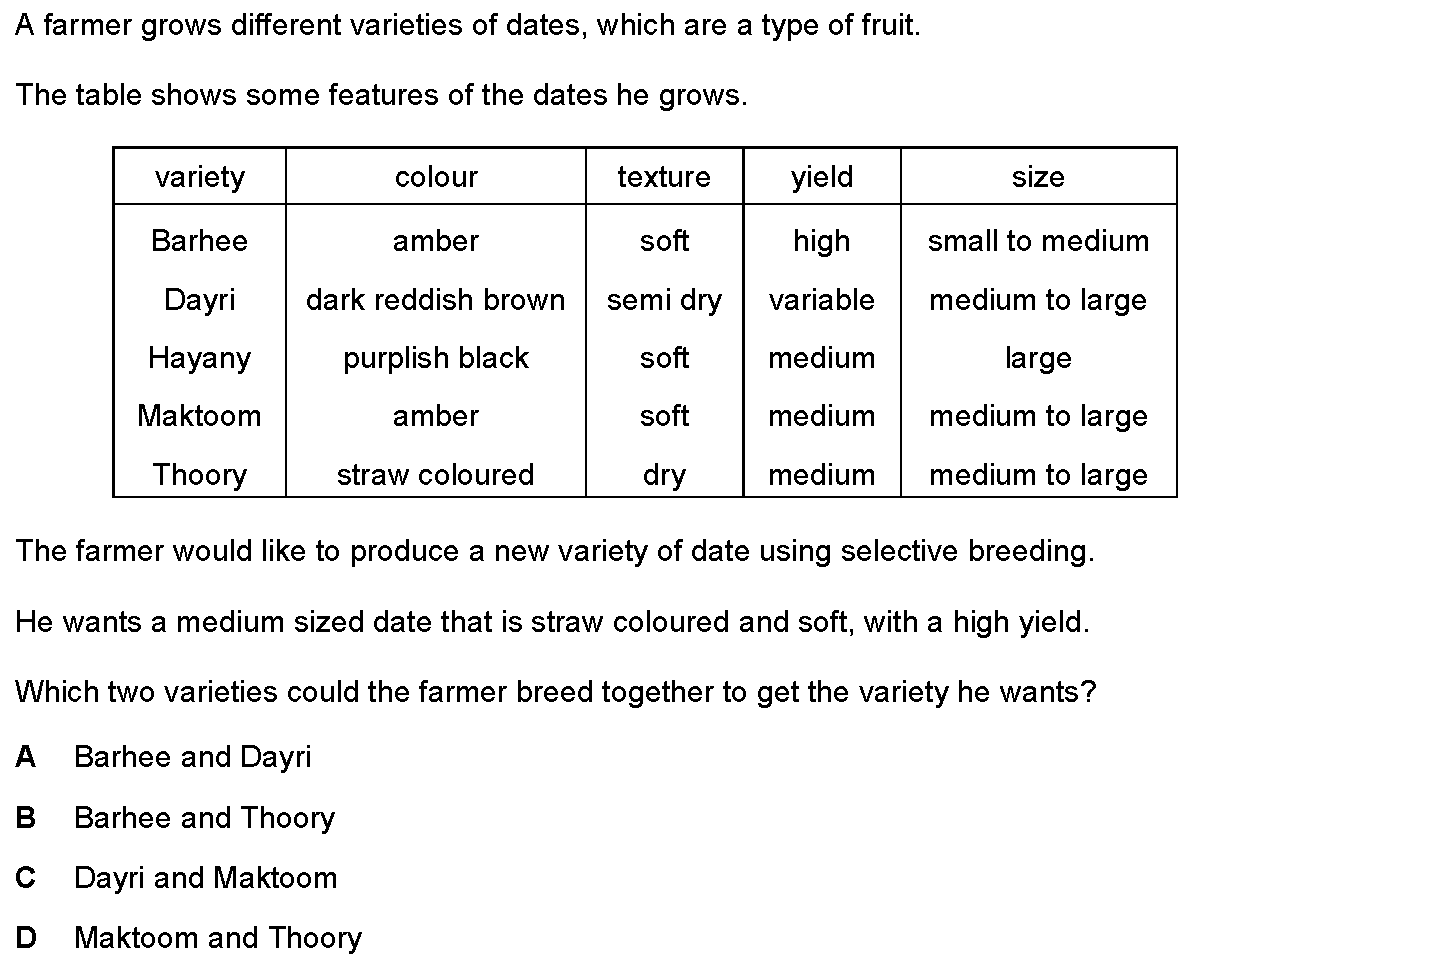 A farmer grows different varieties of dates, which are a type of fruit.
The table shows some features of the dates he grows.
variety colour texture yield size
Barhee amber soft high small to medium
Dayri dark reddish brown semi dry variable medium to large
Hayany purplish black soft medium large
Maktoom amber soft medium medium to large
Thoory straw coloured dry medium medium to large
The farmer would like to produce a new variety of date using selective breeding.
He wants a medium sized date that is straw coloured and soft, with a high yield.
Which two varieties could the farmer breed together to get the variety he wants?
A Barhee and Dayri
B Barhee and Thoory
C Dayri and Maktoom
D Maktoom and Thoory